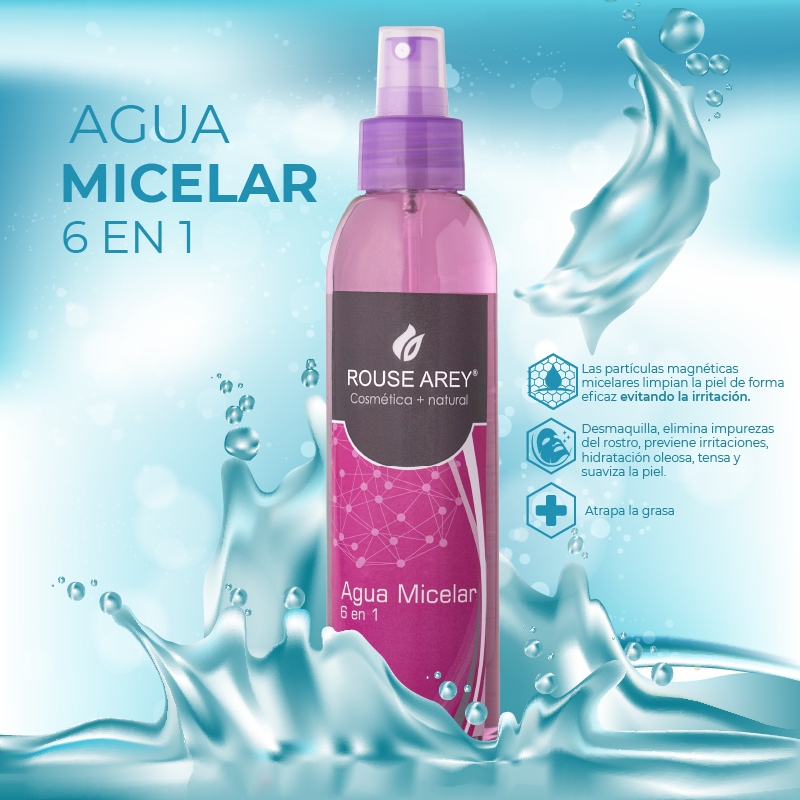 AGUA
MICELAR
6 EN 1
ROUSE AREY®
Cosmética + natural
Agua Micelar
6 en 1
Las partículas magnéticas
micelares limpian la piel de forma
eficaz evitando la irritación.
Desmaquilla, elimina impurezas
del rostro, previene irritaciones,
hidratación oleosa, tensa y
suaviza la piel.
Atrapa la grasa